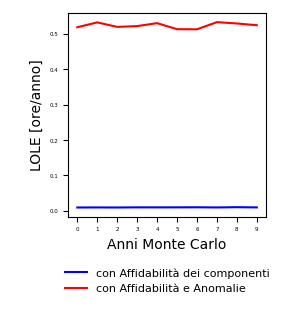 LOLE [ore/anno]
0.5
0.4
0.3
0.2
0.1
0.0
0 1 2 3 4 5 6 7 8 9
Anni Monte Carlo
con Affidabilità dei componenti
con Affidabilità e Anomalie